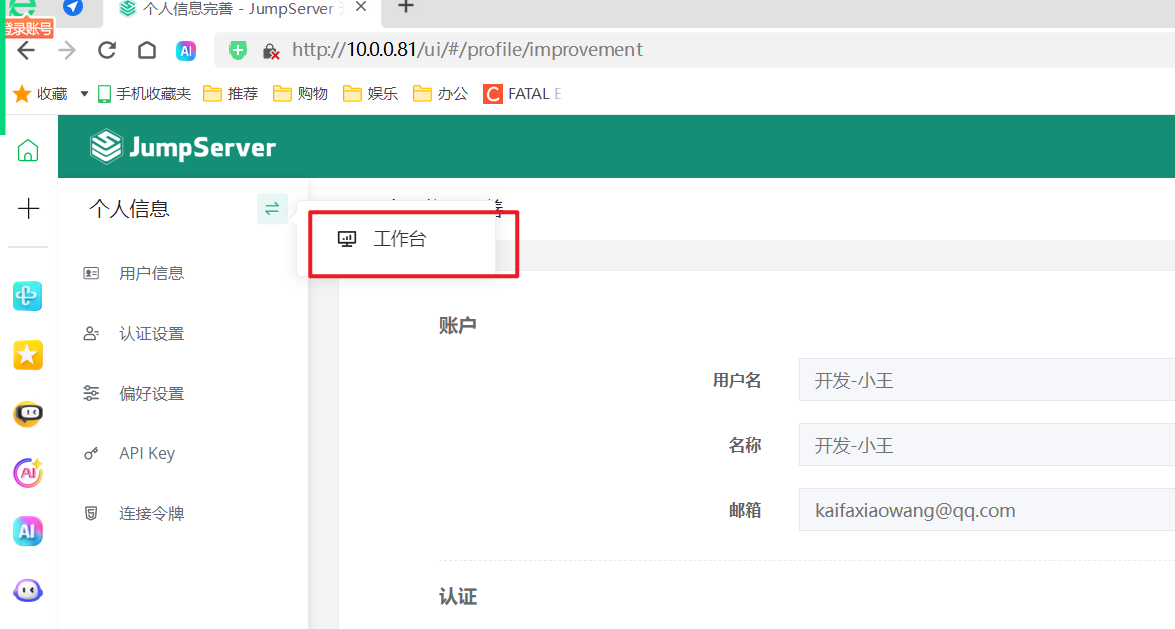 个人信息完善 - JumpServer
登录账号
AI
http://10.0.0.81/ui/#/profile/improvement
收藏
手机收藏夹
推荐
购物
娱乐
办公
C
FATAL E
JumpServer
个人信息
工作台
用户信息
认证设置
偏好设置
API Key
连接令牌
AI
AI
账户
用户名
开发-小王
名称
开发-小王
邮箱
kaifaxiaowang@qq.com
认证